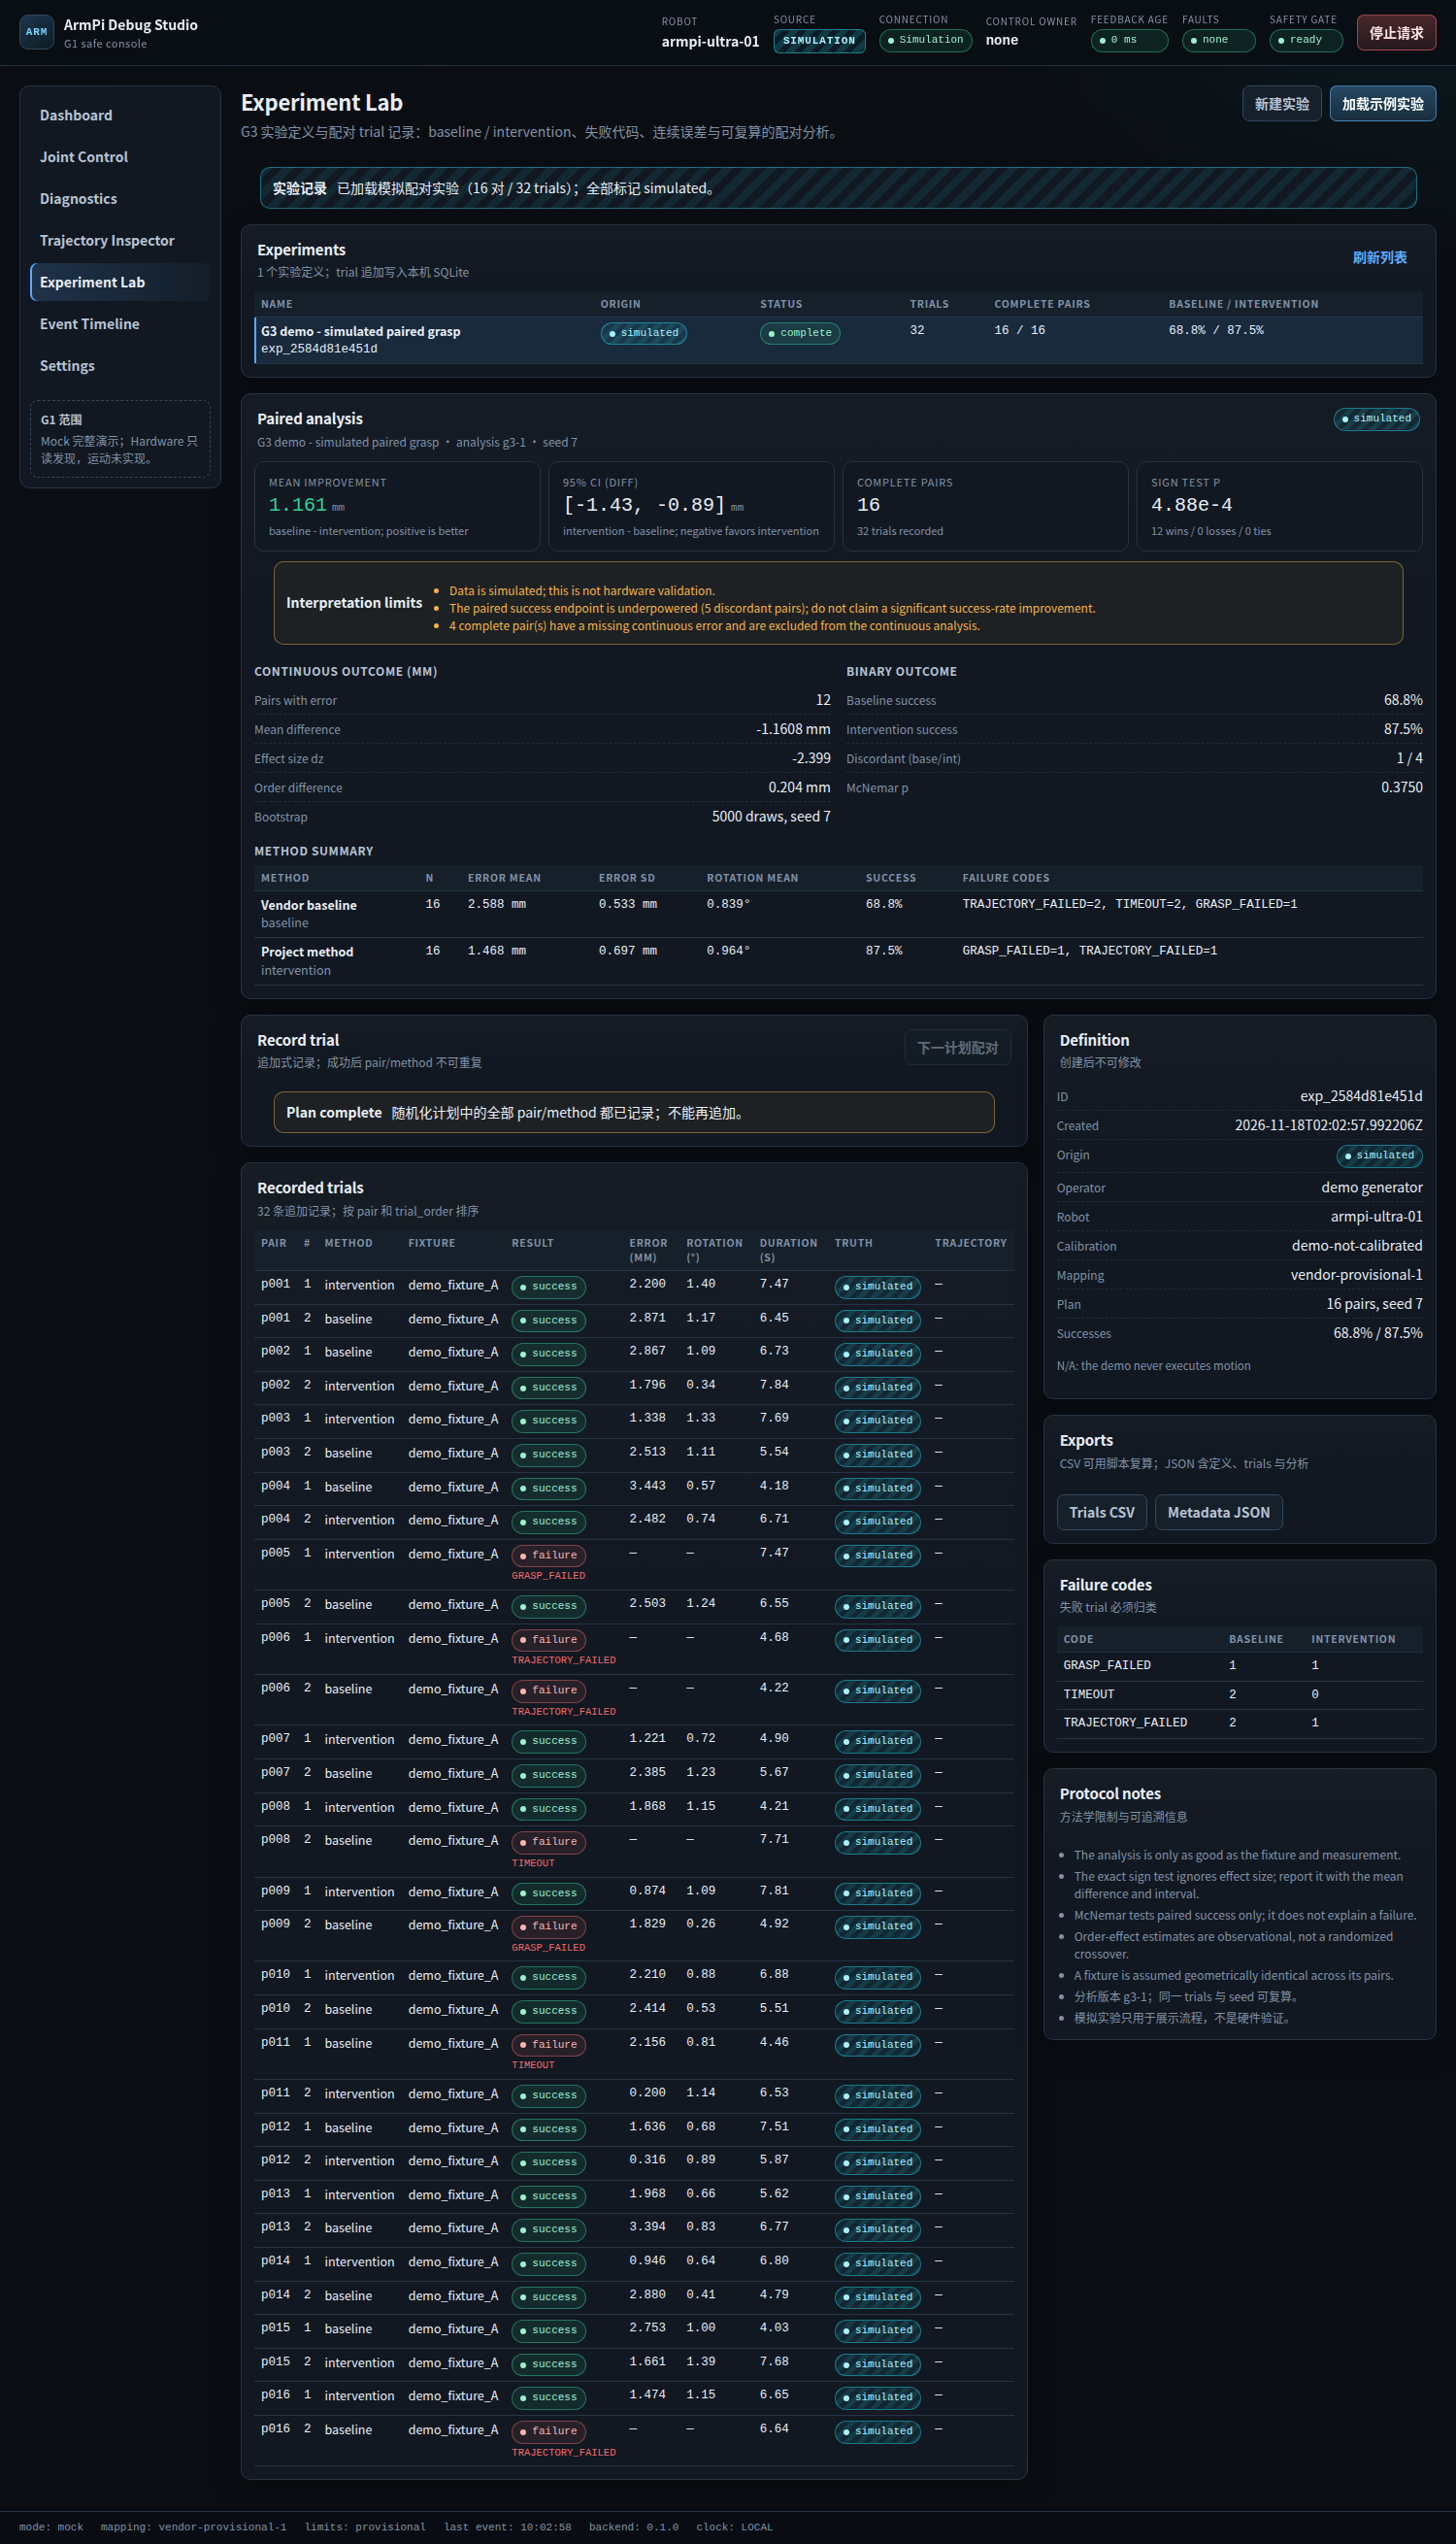 ARM
ArmPi Debug Studio
G1 safe console
ROBOT
armpi-ultra-01
SOURCE
SIMULATION
CONNECTION
Simulation
CONTROL OWNER
none
FEEDBACK AGE
0 ms
FAULTS
none
SAFETY GATE
ready
停止请求
Dashboard
Joint Control
Diagnostics
Trajectory Inspector
Experiment Lab
Event Timeline
Settings
G1 范围
Mock 完整演示；Hardware 只
读发现，运动未实现。
Experiment Lab
G3 实验定义与配对 trial 记录：baseline / intervention、失败代码、连续误差与可复算的配对分析。
新建实验
加载示例实验
实验记录 已加载模拟配对实验（16 对 / 32 trials）；全部标记 simulated。
Experiments
1 个实验定义；trial 追加写入本机 SQLite
刷新列表
NAME ORIGIN STATUS TRIALS COMPLETE PAIRS BASELINE / INTERVENTION
G3 demo - simulated paired grasp simulated complete 32 16 / 16 68.8% / 87.5%
exp_2584d81e451d
Paired analysis
G3 demo - simulated paired grasp · analysis g3-1 · seed 7
simulated
MEAN IMPROVEMENT
1.161 mm
baseline - intervention; positive is better
95% CI (DIFF)
[-1.43, -0.89] mm
intervention - baseline; negative favors intervention
COMPLETE PAIRS
16
32 trials recorded
SIGN TEST P
4.88e-4
12 wins / 0 losses / 0 ties
Interpretation limits
Data is simulated; this is not hardware validation.
The paired success endpoint is underpowered (5 discordant pairs); do not claim a significant success-rate improvement.
4 complete pair(s) have a missing continuous error and are excluded from the continuous analysis.
CONTINUOUS OUTCOME (MM)
Pairs with error 12
Mean difference -1.1608 mm
Effect size dz -2.399
Order difference 0.204 mm
Bootstrap 5000 draws, seed 7
BINARY OUTCOME
Baseline success 68.8%
Intervention success 87.5%
Discordant (base/int) 1 / 4
McNemar p 0.3750
METHOD SUMMARY
METHOD N ERROR MEAN ERROR SD ROTATION MEAN SUCCESS FAILURE CODES
Vendor baseline 16 2.588 mm 0.533 mm 0.839° 68.8% TRAJECTORY_FAILED=2, TIMEOUT=2, GRASP_FAILED=1
baseline
Project method 16 1.468 mm 0.697 mm 0.964° 87.5% GRASP_FAILED=1, TRAJECTORY_FAILED=1
intervention
Record trial
追加式记录；成功后 pair/method 不可重复
下一计划配对
Plan complete 随机化计划中的全部 pair/method 都已记录；不能再追加。
Recorded trials
32 条追加记录；按 pair 和 trial_order 排序
PAIR # METHOD FIXTURE RESULT ERROR (MM) ROTATION (°) DURATION (S) TRUTH TRAJECTORY
p001 1 intervention demo_fixture_A success 2.200 1.40 7.47 simulated —
p001 2 baseline demo_fixture_A success 2.871 1.17 6.45 simulated —
p002 1 baseline demo_fixture_A success 2.867 1.09 6.73 simulated —
p002 2 intervention demo_fixture_A success 1.796 0.34 7.84 simulated —
p003 1 intervention demo_fixture_A success 1.338 1.33 7.69 simulated —
p003 2 baseline demo_fixture_A success 2.513 1.11 5.54 simulated —
p004 1 baseline demo_fixture_A success 3.443 0.57 4.18 simulated —
p004 2 intervention demo_fixture_A success 2.482 0.74 6.71 simulated —
p005 1 intervention demo_fixture_A failure — — 7.47 simulated —
GRASP_FAILED
p005 2 baseline demo_fixture_A success 2.503 1.24 6.55 simulated —
p006 1 intervention demo_fixture_A failure — — 4.68 simulated —
TRAJECTORY_FAILED
p006 2 baseline demo_fixture_A failure — — 4.22 simulated —
TRAJECTORY_FAILED
p007 1 intervention demo_fixture_A success 1.221 0.72 4.90 simulated —
p007 2 baseline demo_fixture_A success 2.385 1.23 5.67 simulated —
p008 1 intervention demo_fixture_A success 1.868 1.15 4.21 simulated —
p008 2 baseline demo_fixture_A failure — — 7.71 simulated —
TIMEOUT
p009 1 intervention demo_fixture_A success 0.874 1.09 7.81 simulated —
p009 2 baseline demo_fixture_A failure 1.829 0.26 4.92 simulated —
GRASP_FAILED
p010 1 intervention demo_fixture_A success 2.210 0.88 6.88 simulated —
p010 2 baseline demo_fixture_A success 2.414 0.53 5.51 simulated —
p011 1 baseline demo_fixture_A failure 2.156 0.81 4.46 simulated —
TIMEOUT
p011 2 intervention demo_fixture_A success 0.200 1.14 6.53 simulated —
p012 1 baseline demo_fixture_A success 1.636 0.68 7.51 simulated —
p012 2 intervention demo_fixture_A success 0.316 0.89 5.87 simulated —
p013 1 intervention demo_fixture_A success 1.968 0.66 5.62 simulated —
p013 2 baseline demo_fixture_A success 3.394 0.83 6.77 simulated —
p014 1 intervention demo_fixture_A success 0.946 0.64 6.80 simulated —
p014 2 baseline demo_fixture_A success 2.880 0.41 4.79 simulated —
p015 1 baseline demo_fixture_A success 2.753 1.00 4.03 simulated —
p015 2 intervention demo_fixture_A success 1.661 1.39 7.68 simulated —
p016 1 intervention demo_fixture_A success 1.474 1.15 6.65 simulated —
p016 2 baseline demo_fixture_A failure — — 6.64 simulated —
TRAJECTORY_FAILED
Definition
创建后不可修改
ID exp_2584d81e451d
Created 2026-11-18T02:02:57.992206Z
Origin simulated
Operator demo generator
Robot armpi-ultra-01
Calibration demo-not-calibrated
Mapping vendor-provisional-1
Plan 16 pairs, seed 7
Successes 68.8% / 87.5%
N/A: the demo never executes motion
Exports
CSV 可用脚本复算；JSON 含定义、trials 与分析
Trials CSV
Metadata JSON
Failure codes
失败 trial 必须归类
CODE BASELINE INTERVENTION
GRASP_FAILED 1 1
TIMEOUT 2 0
TRAJECTORY_FAILED 2 1
Protocol notes
方法学限制与可追溯信息
The analysis is only as good as the fixture and measurement.
The exact sign test ignores effect size; report it with the mean
difference and interval.
McNemar tests paired success only; it does not explain a failure.
Order-effect estimates are observational, not a randomized
crossover.
A fixture is assumed geometrically identical across its pairs.
分析版本 g3-1；同一 trials 与 seed 可复算。
模拟实验只用于展示流程，不是硬件验证。
mode: mock mapping: vendor-provisional-1 limits: provisional last event: 10:02:58 backend: 0.1.0 clock: LOCAL